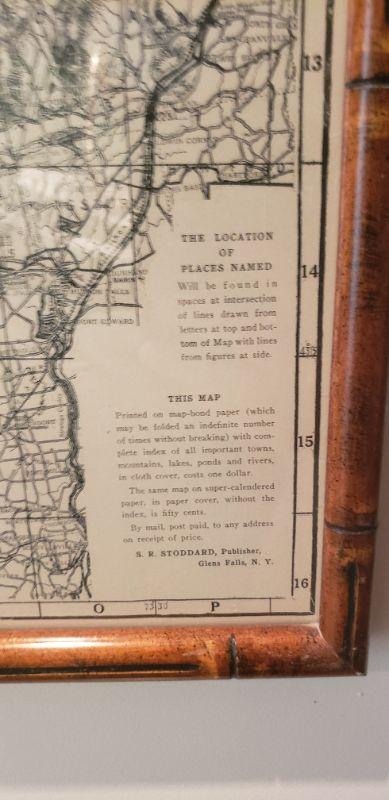 13
14
15
16
THE LOCATION
OF
PLACES NAMED
Will be found in
spaces at intersection
of lines drawn from
letters at top and bot-
tom of Map with lines
from figures at side.
THIS MAP
Printed on map-bond paper (which
may be folded an indefinite number
of times without breaking) with com-
plete index of all important towns,
mountains, lakes, ponds and rivers,
in cloth cover, costs one dollar.
The same map on super-calendered
paper, in paper cover, without the
index, is fifty cents.
By mail, post paid, to any address
on receipt of price.
S. R. STODDARD, Publisher,
Glens Falls, N. Y.
O
73 30
P